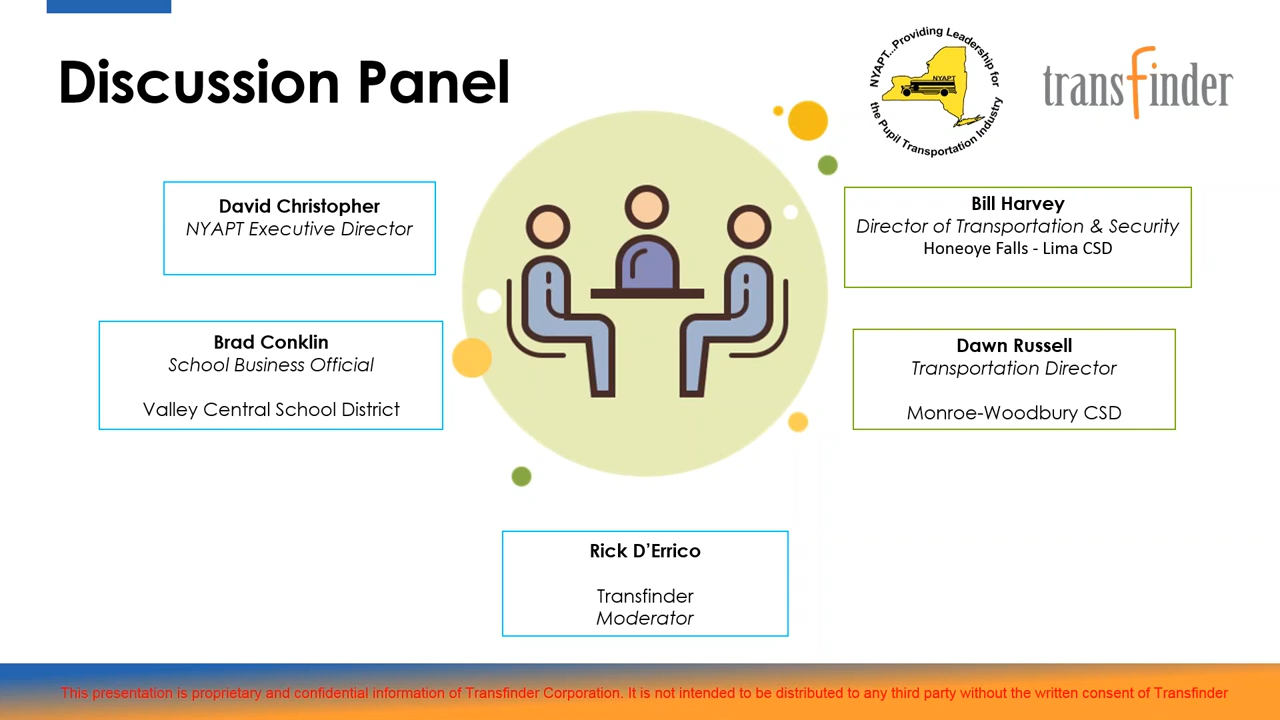 Discussion Panel
NYAPT...Providing Leadership for
the Pupil Transportation Industry
NYAPT
transfinder
David Christopher
NYAPT Executive Director
Bill Harvey
Director of Transportation & Security
Honeoye Falls - Lima CSD
Brad Conklin
School Business Official
Valley Central School District
Dawn Russell
Transportation Director
Monroe-Woodbury CSD
Rick D’Errico
Transfinder
Moderator
This presentation is proprietary and confidential information of Transfinder Corporation. It is not intended to be distributed to any third party without the written consent of Transfinder